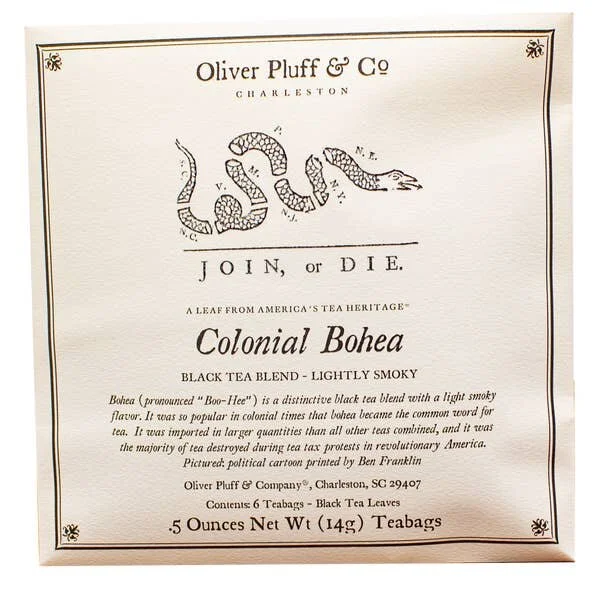 Oliver Pluff & Co
CHARLESTON
S.C.
N.C.
V.
M.
P.
N.J.
N.Y.
N.E.
JOIN, or DIE.
A LEAF FROM AMERICA'S TEA HERITAGE™
Colonial Bohea
BLACK TEA BLEND - LIGHTLY SMOKY
Bohea (pronounced "Boo-Hee") is a distinctive black tea blend with a light smoky
flavor. It was so popular in colonial times that bohea became the common word for
tea. It was imported in larger quantities than all other teas combined, and it was
the majority of tea destroyed during tea tax protests in revolutionary America.
Pictured: political cartoon printed by Ben Franklin
Oliver Pluff & Company®, Charleston, SC 29407
Contents: 6 Teabags - Black Tea Leaves
.5 Ounces Net Wt (14g) Teabags